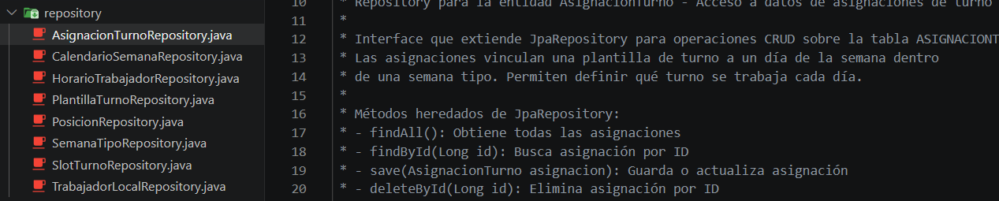 repository
AsignacionTurnoRepository.java
CalendarioSemanaRepository.java
HorarioTrabajadorRepository.java
PlantillaTurnoRepository.java
PosicionRepository.java
SemanaTipoRepository.java
SlotTurnoRepository.java
TrabajadorLocalRepository.java
10 * Repository para la entidad AsignacionTurno - Acceso a datos de asignaciones de turno
11 *
12 * Interface que extiende JpaRepository para operaciones CRUD sobre la tabla ASIGNACIONT
13 * Las asignaciones vinculan una plantilla de turno a un día de la semana dentro
14 * de una semana tipo. Permiten definir qué turno se trabaja cada día.
15 *
16 * Métodos heredados de JpaRepository:
17 * - findAll(): Obtiene todas las asignaciones
18 * - findById(Long id): Busca asignación por ID
19 * - save(AsignacionTurno asignacion): Guarda o actualiza asignación
20 * - deleteById(Long id): Elimina asignación por ID